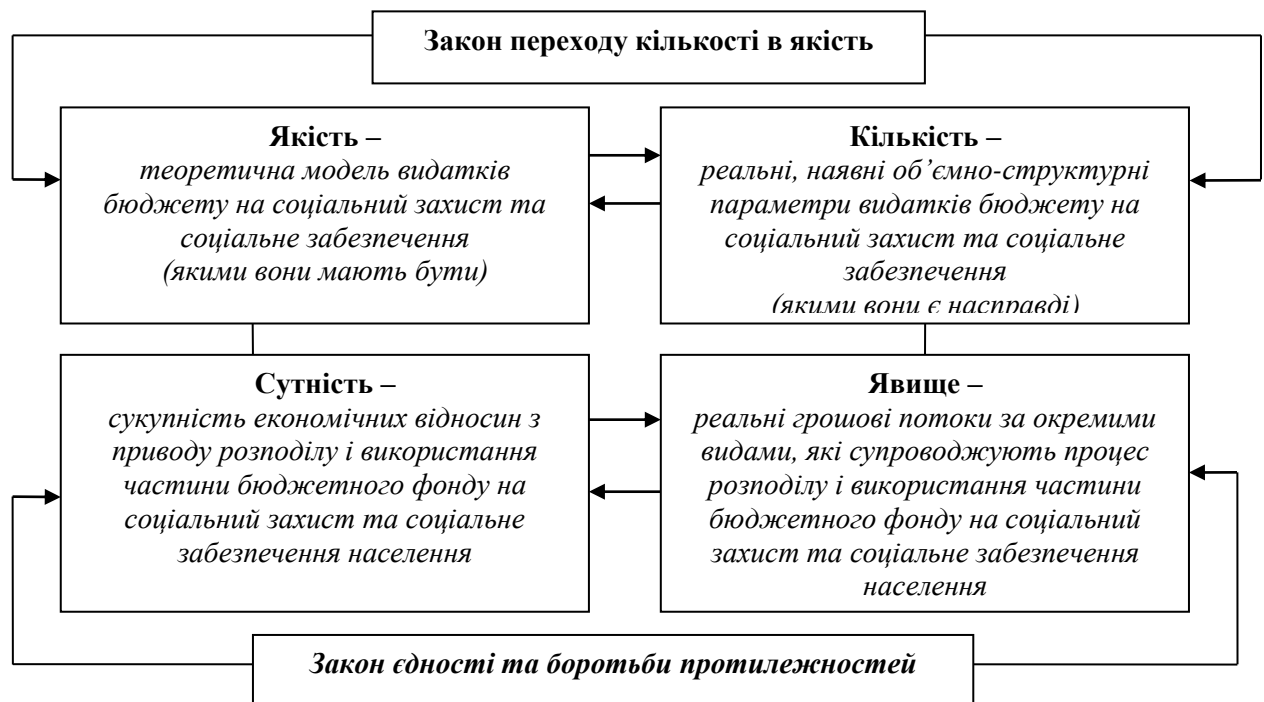 Закон переходу кількості в якість
Якість –
теоретична модель видатків
бюджету на соціальний захист та
соціальне забезпечення
(якими вони мають бути)
Кількість –
реальні, наявні об’ємно-структурні
параметри видатків бюджету на
соціальний захист та соціальне
забезпечення
(якими вони є насправді)
Сутність –
сукупність економічних відносин з
приводу розподілу і використання
частини бюджетного фонду на
соціальний захист та соціальне
забезпечення населення
Явище –
реальні грошові потоки за окремими
видами, які супроводжують процес
розподілу і використання частини
бюджетного фонду на соціальний
захист та соціальне забезпечення
населення
Закон єдності та боротьби протилежностей